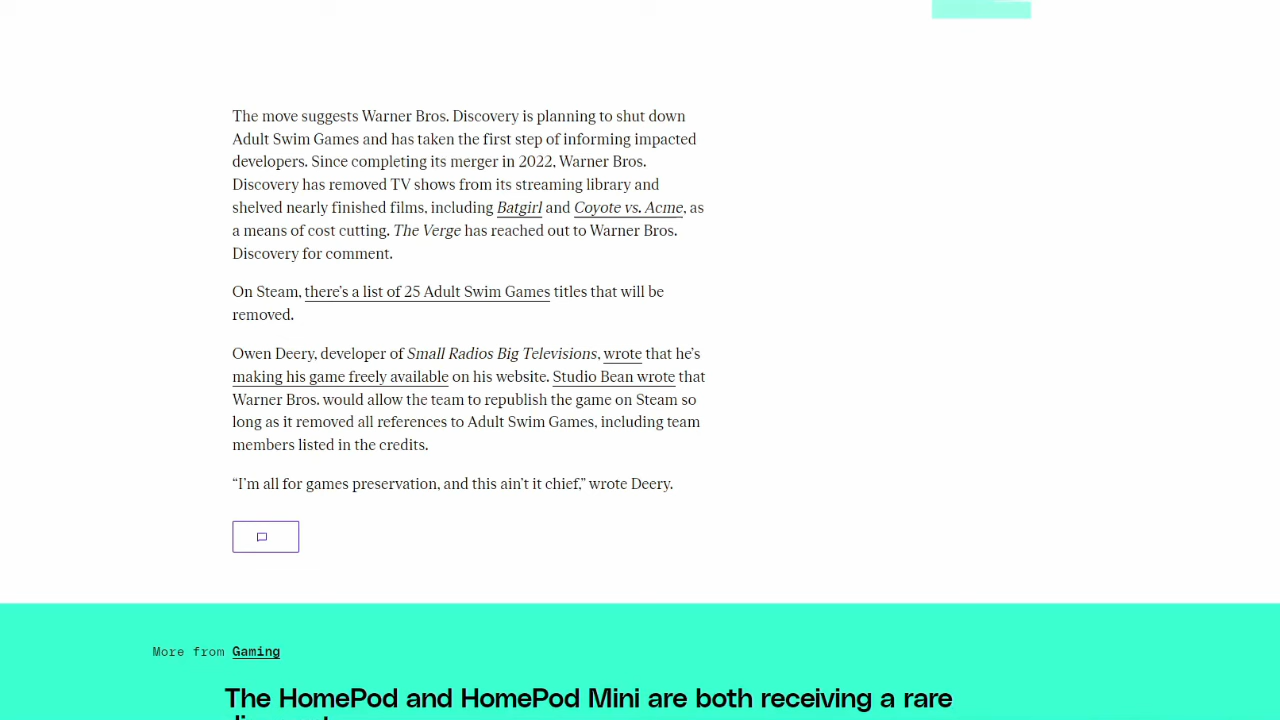 The move suggests Warner Bros. Discovery is planning to shut down
Adult Swim Games and has taken the first step of informing impacted
developers. Since completing its merger in 2022, Warner Bros.
Discovery has removed TV shows from its streaming library and
shelved nearly finished films, including Batgirl and Coyote vs. Acme, as
a means of cost cutting. The Verge has reached out to Warner Bros.
Discovery for comment.
On Steam, there’s a list of 25 Adult Swim Games titles that will be
removed.
Owen Deery, developer of Small Radios Big Televisions, wrote that he’s
making his game freely available on his website. Studio Bean wrote that
Warner Bros. would allow the team to republish the game on Steam so
long as it removed all references to Adult Swim Games, including team
members listed in the credits.
“I’m all for games preservation, and this ain’t it chief,” wrote Deery.
More from Gaming
The HomePod and HomePod Mini are both receiving a rare